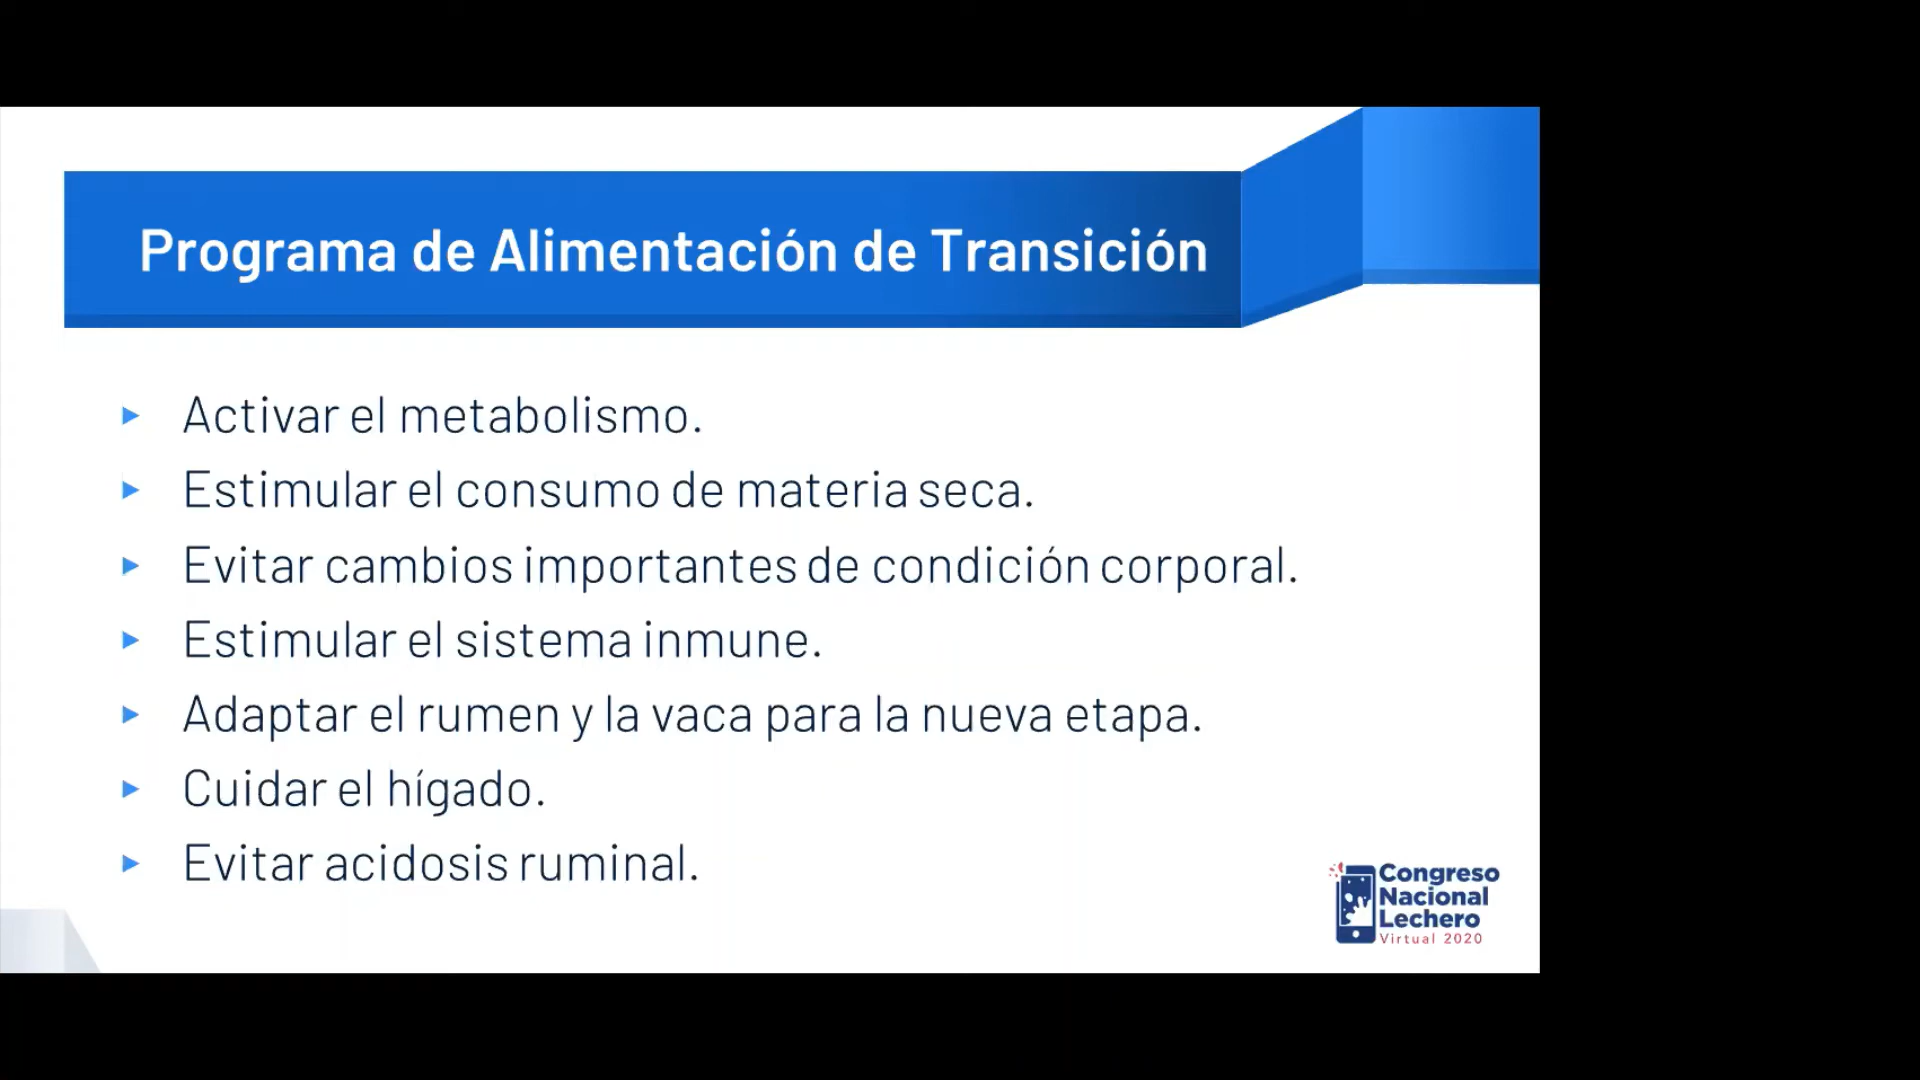 Programa de Alimentación de Transición
Activar el metabolismo.
Estimular el consumo de materia seca.
Evitar cambios importantes de condición corporal.
Estimular el sistema inmune.
Adaptar el rumen y la vaca para la nueva etapa.
Cuidar el hígado.
Evitar acidosis ruminal.
Congreso
Nacional
Lechero
Virtual 2020